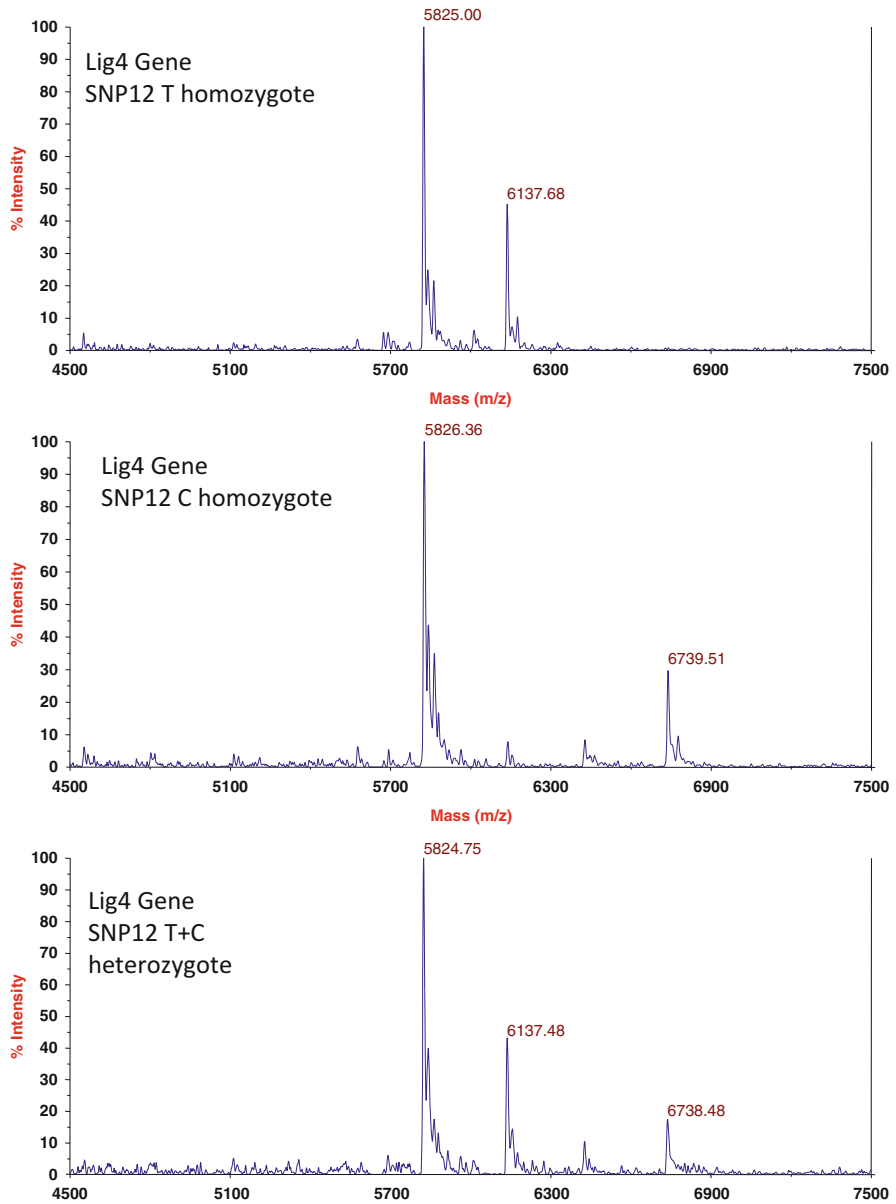 5825.00
100
90
80
70
60
50
40
30
20
10
0
% Intensity
Lig4 Gene
SNP12 T homozygote
6137.68
4500 5100 5700 6300 6900 7500
Mass (m/z)
5826.36
100
90
80
70
60
50
40
30
20
10
0
% Intensity
Lig4 Gene
SNP12 C homozygote
6739.51
4500 5100 5700 6300 6900 7500
Mass (m/z)
5824.75
100
90
80
70
60
50
40
30
20
10
0
% Intensity
Lig4 Gene
SNP12 T+C
heterozygote
6137.48
6738.48
4500 5100 5700 6300 6900 7500